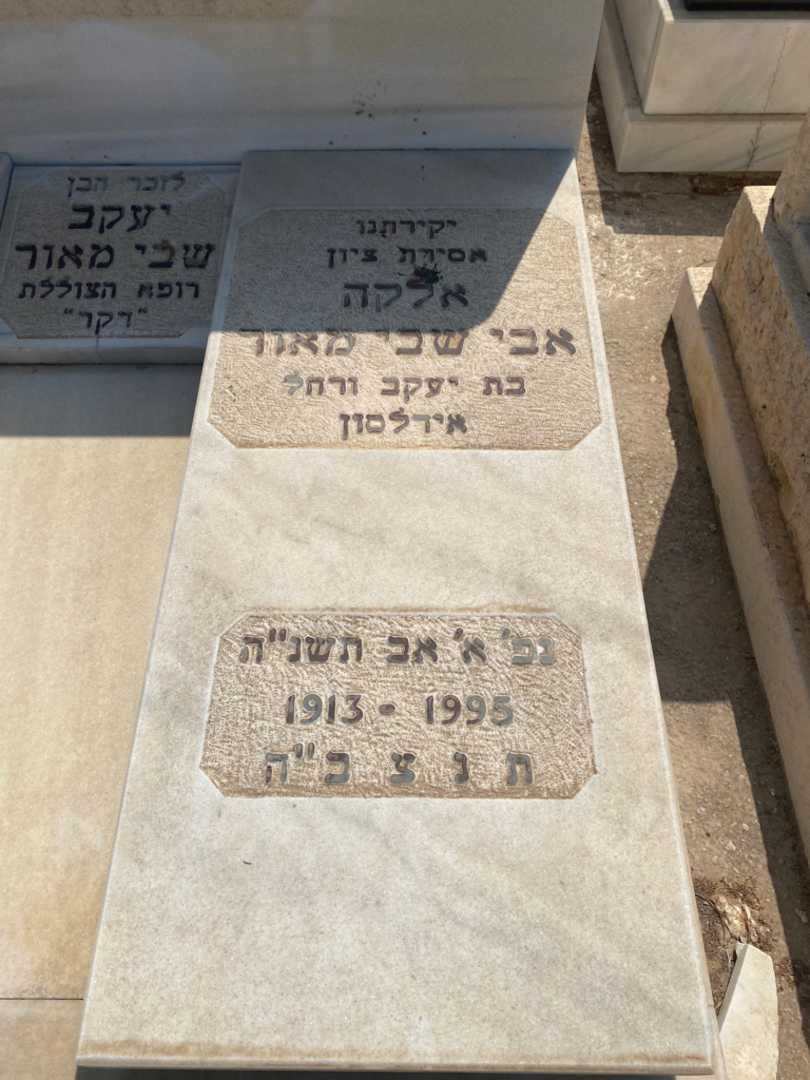 יקירתנו
אסירת ציון
אלקה
אבי שבי מאור
בת יעקב ורחל
אידלסון
נפ' א' אב תשנ"ה
1913 - 1995
ת נ צ ב"ה
לזכר הבן
יעקב
שבי מאור
רופא הצוללת
"דקר"